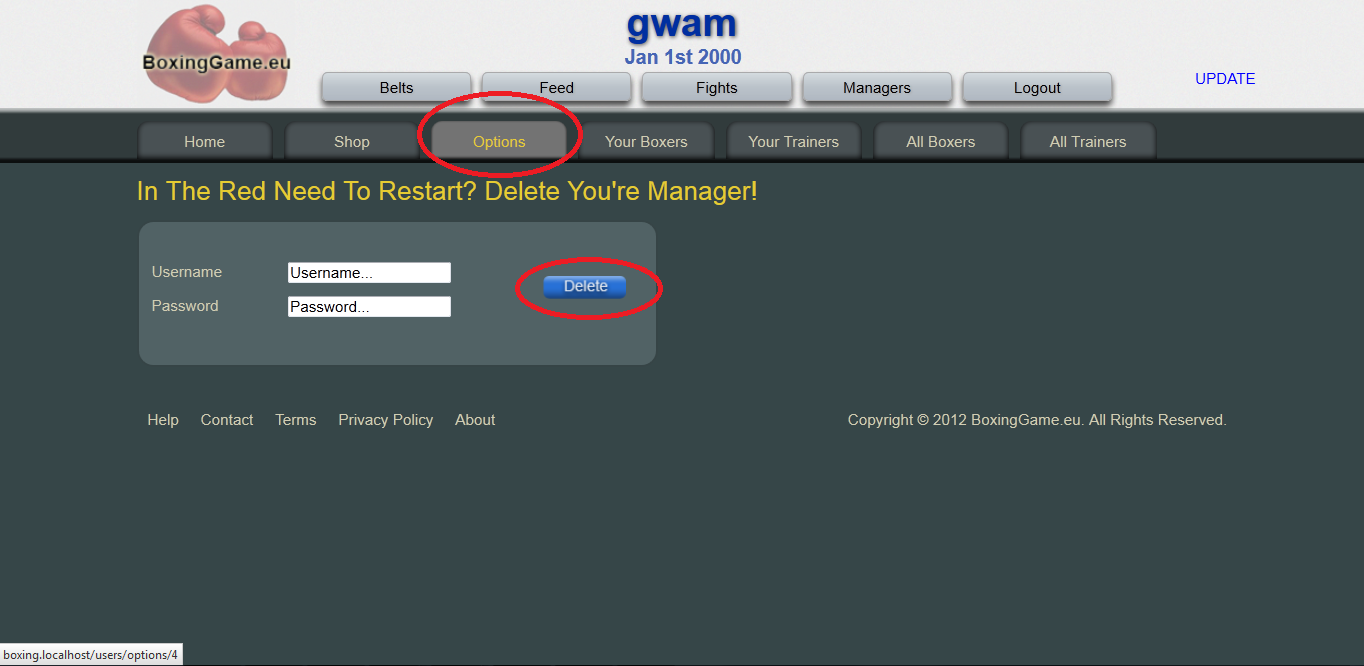 BoxingGame.eu
gwam
Jan 1st 2000
Belts Feed Fights Managers Logout
UPDATE
Home Shop Options Your Boxers Your Trainers All Boxers All Trainers
In The Red Need To Restart? Delete You're Manager!
Username Username...
Delete
Password Password...
Help Contact Terms Privacy Policy About Copyright © 2012 BoxingGame.eu. All Rights Reserved.
boxing.localhost/users/options/4